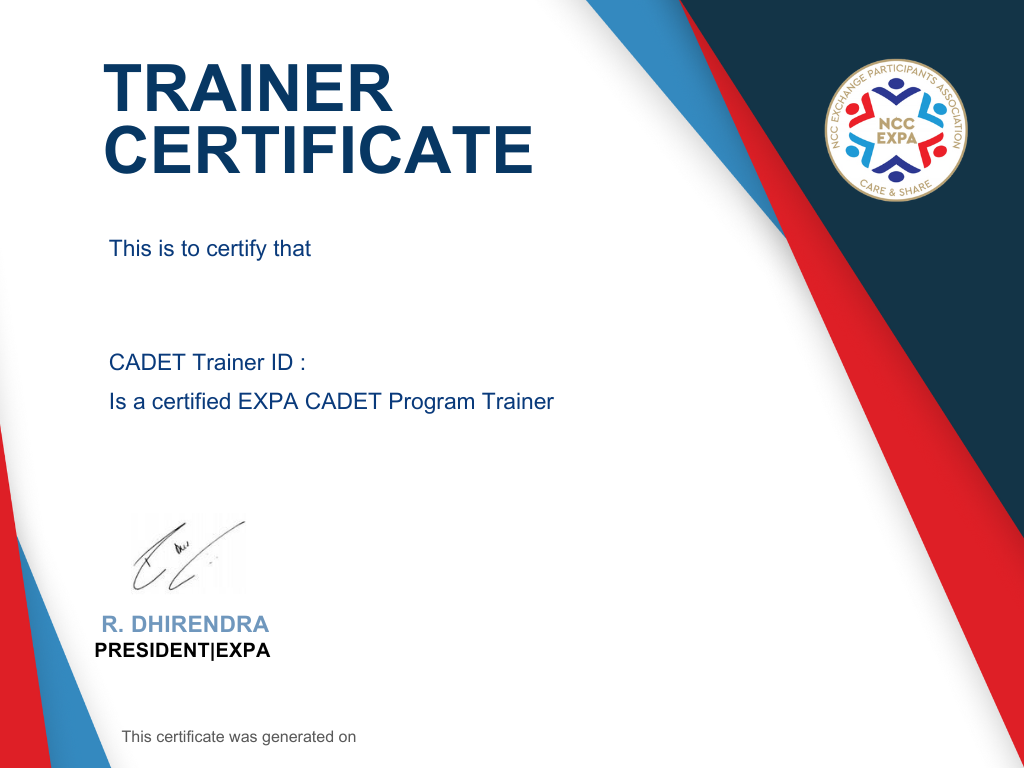 TRAINER
CERTIFICATE
NCC EXCHANGE PARTICIPANTS ASSOCIATION
NCC
EXPA
CARE & SHARE
This is to certify that
CADET Trainer ID :
Is a certified EXPA CADET Program Trainer
R. DHIRENDRA
PRESIDENT|EXPA
This certificate was generated on